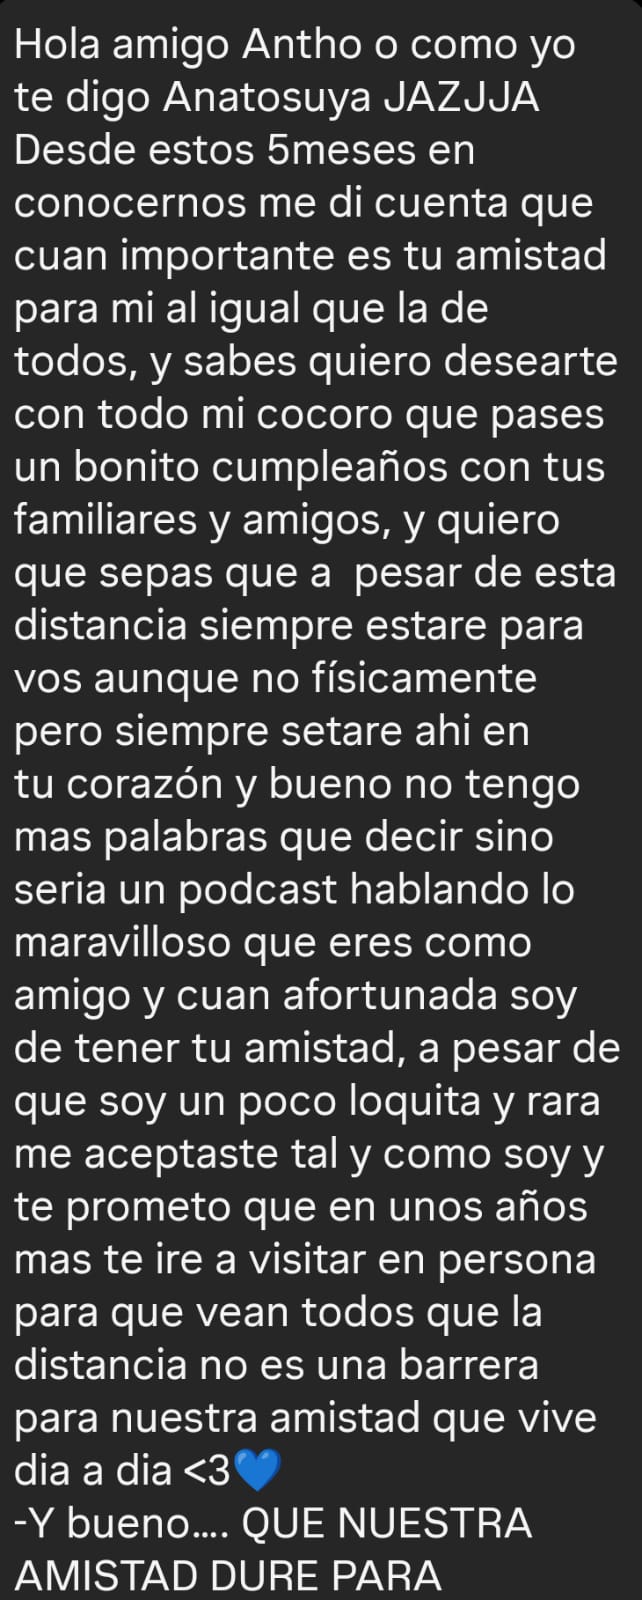 Hola amigo Antho o como yo
te digo Anatosuya JAZJJA
Desde estos 5meses en
conocernos me di cuenta que
cuan importante es tu amistad
para mi al igual que la de
todos, y sabes quiero desearte
con todo mi cocoro que pases
un bonito cumpleaños con tus
familiares y amigos, y quiero
que sepas que a  pesar de esta
distancia siempre estare para
vos aunque no físicamente
pero siempre setare ahi en
tu corazón y bueno no tengo
mas palabras que decir sino
seria un podcast hablando lo
maravilloso que eres como
amigo y cuan afortunada soy
de tener tu amistad, a pesar de
que soy un poco loquita y rara
me aceptaste tal y como soy y
te prometo que en unos años
mas te ire a visitar en persona
para que vean todos que la
distancia no es una barrera
para nuestra amistad que vive
dia a dia <3💙
-Y bueno.... QUE NUESTRA
AMISTAD DURE PARA